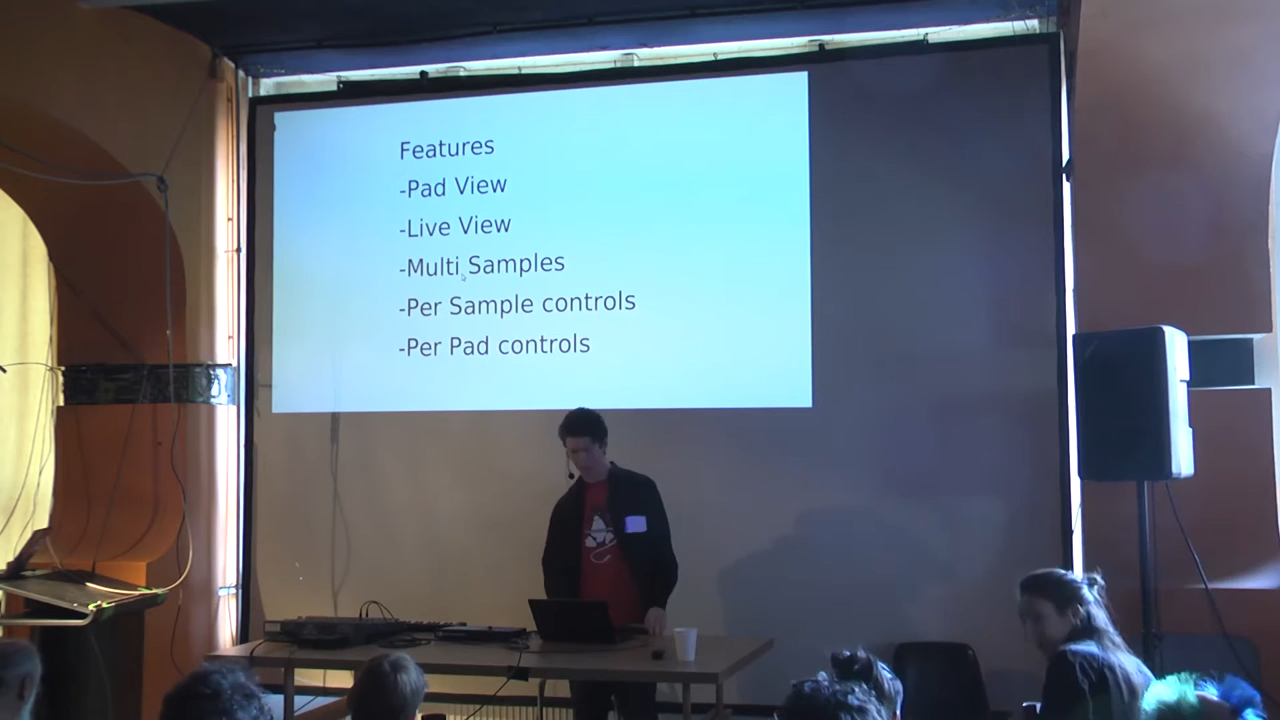 Features
-Pad View
-Live View
-Multi Samples
-Per Sample controls
-Per Pad controls